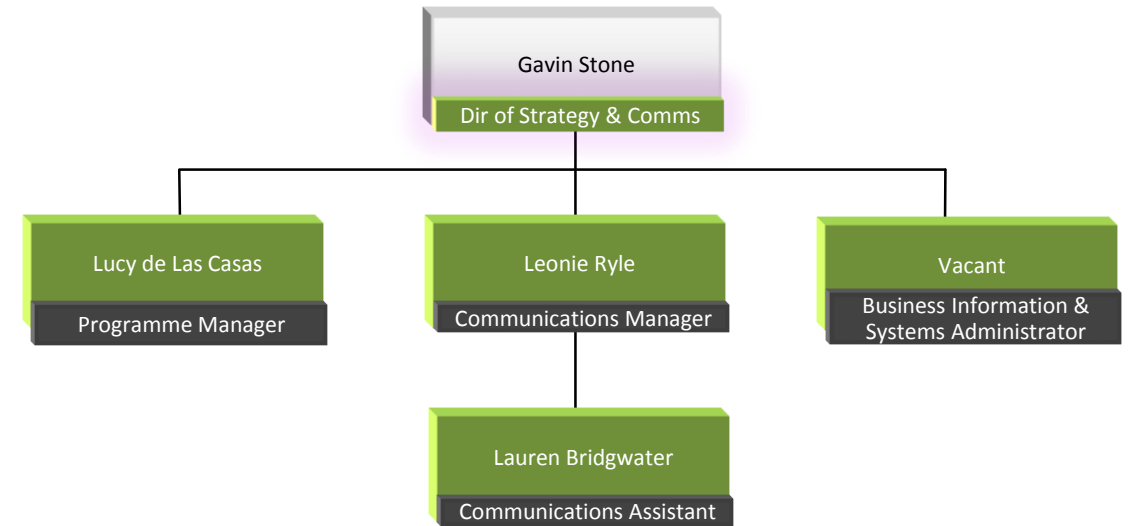 Gavin Stone
Dir of Strategy & Comms
Lucy de Las Casas
Programme Manager
Leonie Ryle
Communications Manager
Vacant
Business Information &
Systems Administrator
Lauren Bridgwater
Communications Assistant